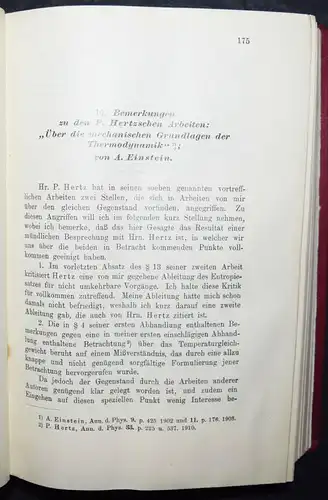 175
14. Bemerkungen
zu den P. Hertzschen Arbeiten:
„Über die mechanischen Grundlagen der
Thermodynamik“
von A. Einstein.
Hr. P. Hertz hat in seinen soeben genannten vortreff-
lichen Arbeiten zwei Stellen, die sich in Arbeiten von mir
über den gleichen Gegenstand vorfinden, angegriffen. Zu
diesen Angriffen will ich im folgenden kurz Stellung nehmen,
wobei ich bemerke, daß das hier Gesagte das Resultat einer
mündlichen Besprechung mit Hrn. Hertz ist, in welcher wir
uns über die beiden in Betracht kommenden Punkte voll-
kommen geeinigt haben.
1. Im vorletzten Absatz des § 13 seiner zweiten Arbeit
kritisiert Hertz eine von mir gegebene Ableitung des Entropie-
satzes für nicht umkehrbare Vorgänge. Ich halte diese Kritik
für vollkommen zutreffend. Meine Ableitung hatte mich schon
damals nicht befriedigt, weshalb ich kurz darauf eine zweite
Ableitung gab, die auch von Hrn. Hertz zitiert ist.
2. Die in § 4 seiner ersten Abhandlung enthaltenen Be-
merkungen gegen eine in meiner ersten einschlägigen Abhand-
lung enthaltene Betrachtung²) über das Temperaturgleich-
gewicht beruht auf einem Mißverständnis, das durch eine allzu
knappe und nicht genügend sorgfältige Formulierung jener
Betrachtung hervorgerufen wurde.
Da jedoch der Gegenstand durch die Arbeiten anderer
Autoren genügend klar gelegt worden ist, und zudem ein
Eingehen auf diesen speziellen Punkt wenig Interesse be-
1) A. Einstein, Ann. d. Phys. 9. p. 425 1902 und 11. p. 176. 1903.
2) P. Hertz, Ann. d. Phys. 33. p. 225 u. 537. 1910.